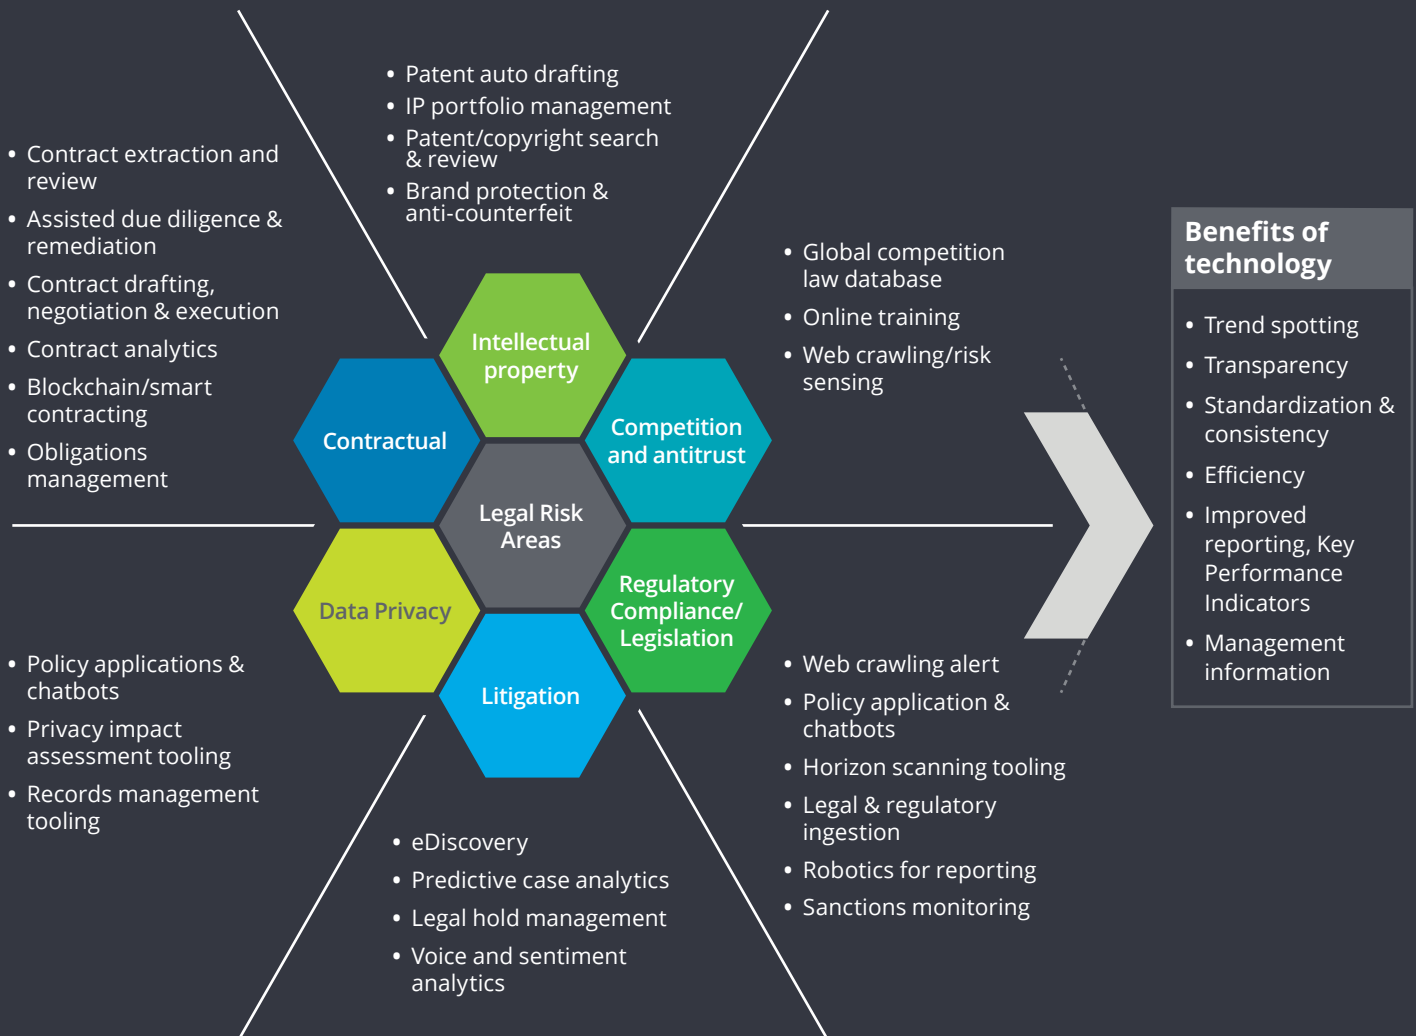 • Patent auto drafting
• IP portfolio management
• Patent/copyright search
& review
• Brand protection &
anti-counterfeit
• Contract extraction and
review
• Assisted due diligence &
remediation
• Contract drafting,
negotiation & execution
• Contract analytics
• Blockchain/smart
contracting
• Obligations
management
• Global competition
law database
• Online training
• Web crawling/risk
sensing
Intellectual
property
Contractual
Competition
and antitrust
Legal Risk
Areas
Data Privacy
Regulatory
Compliance/
Legislation
Litigation
• Policy applications &
chatbots
• Privacy impact
assessment tooling
• Records management
tooling
• eDiscovery
• Predictive case analytics
• Legal hold management
• Voice and sentiment
analytics
• Web crawling alert
• Policy application &
chatbots
• Horizon scanning tooling
• Legal & regulatory
ingestion
• Robotics for reporting
• Sanctions monitoring
Benefits of
technology
• Trend spotting
• Transparency
• Standardization &
consistency
• Efficiency
• Improved
reporting, Key
Performance
Indicators
• Management
information